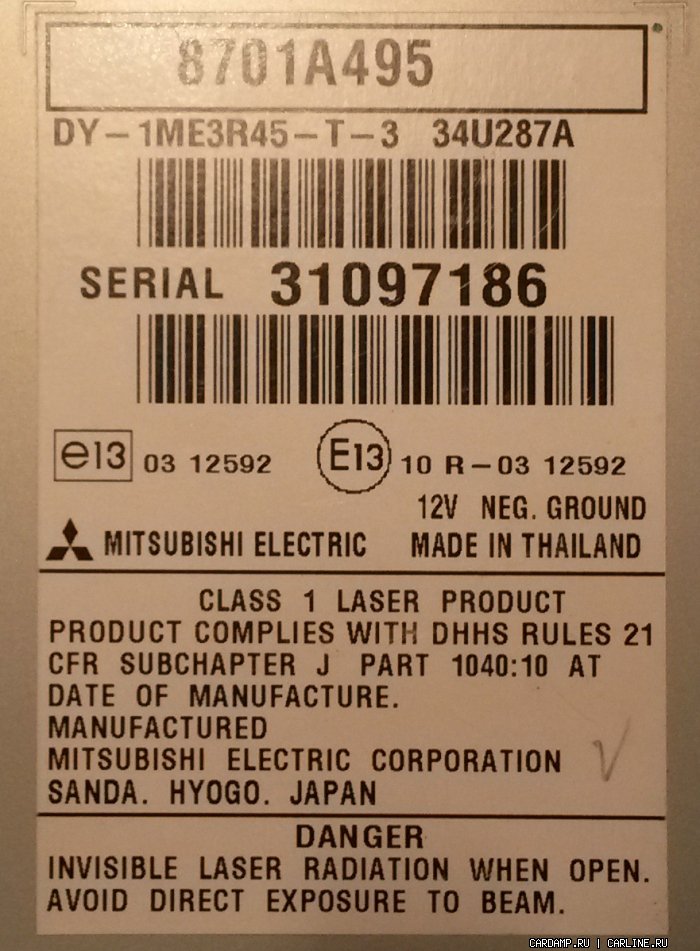 8701A495
DY-1ME3R45-T-3 34U287A
SERIAL 31097186
e13 03 12592 E13 10 R-03 12592
12V NEG. GROUND
MITSUBISHI ELECTRIC MADE IN THAILAND
CLASS 1 LASER PRODUCT
PRODUCT COMPLIES WITH DHHS RULES 21
CFR SUBCHAPTER J PART 1040:10 AT
DATE OF MANUFACTURE.
MANUFACTURED
MITSUBISHI ELECTRIC CORPORATION
SANDA. HYOGO. JAPAN
DANGER
INVISIBLE LASER RADIATION WHEN OPEN.
AVOID DIRECT EXPOSURE TO BEAM.
CARDAMP.RU | CARLINE.RU